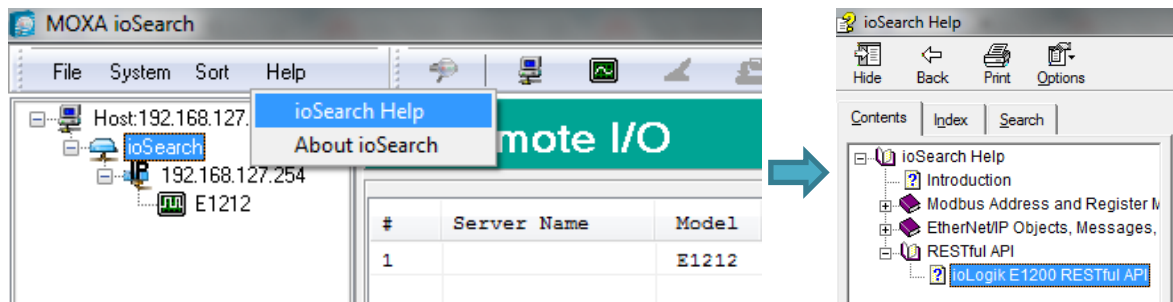 MOXA ioSearch
File System Sort Help
ioSearch Help
About ioSearch
Host:192.168.127.
ioSearch
IP 192.168.127.254
E1212
mote I/O
# Server Name Model
1 E1212
ioSearch Help
Hide Back Print Options
Contents Index Search
ioSearch Help
Introduction
Modbus Address and Register M
EtherNet/IP Objects, Messages,
RESTful API
ioLogik E1200 RESTful API